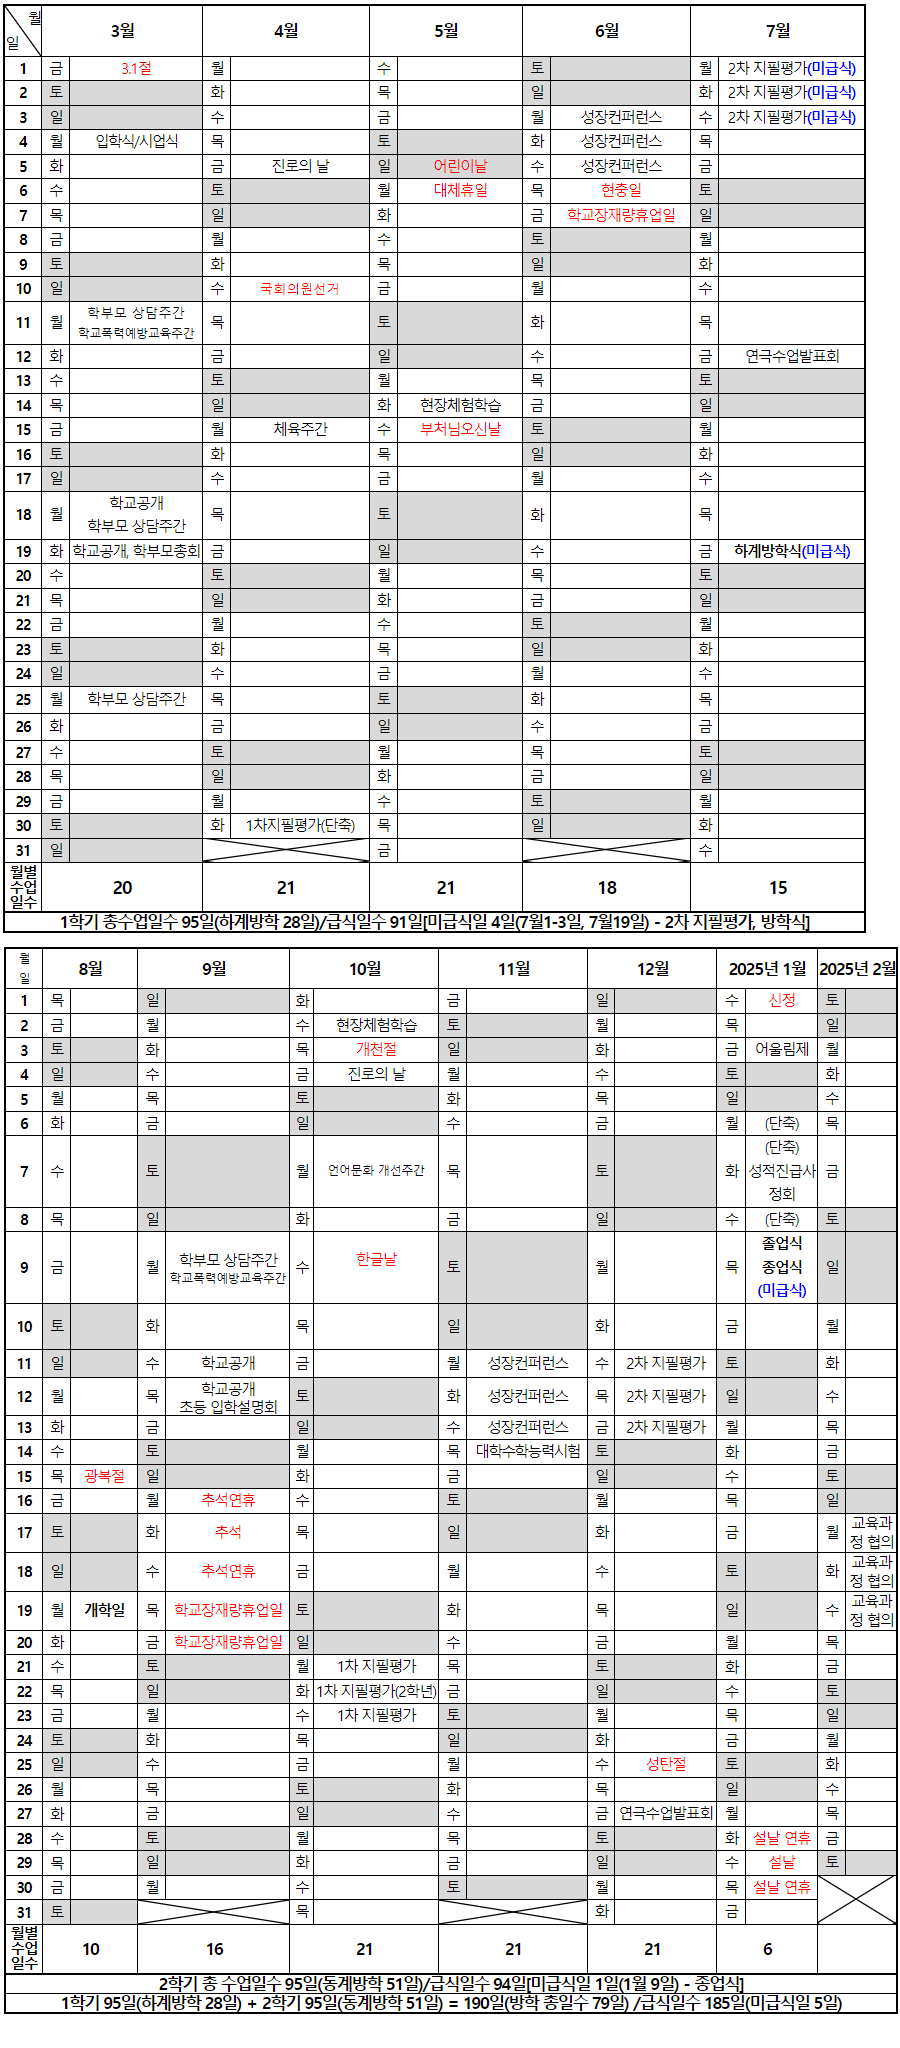 월 일 3월 4월 5월 6월 7월
1 금 3.1절 월 수 토 월 2차 지필평가(미급식)
2 토 화 목 일 화 2차 지필평가(미급식)
3 일 수 금 월 성장컨퍼런스 수 2차 지필평가(미급식)
4 월 입학식/시업식 목 토 화 성장컨퍼런스 목
5 화 금 진로의 날 일 어린이날 수 성장컨퍼런스 금
6 수 토 월 대체휴일 목 현충일 토
7 목 일 화 금 학교장재량휴업일 일
8 금 월 수 토 월
9 토 화 목 일 화
10 일 수 국회의원선거 금 월 수
11 월 학부모 상담주간 학교폭력예방교육주간 목 토 화 목
12 화 금 일 수 금 연극수업발표회
13 수 토 월 목 토
14 목 일 화 현장체험학습 금 일
15 금 월 체육주간 수 부처님오신날 토 월
16 토 화 목 일 화
17 일 수 금 월 수
18 월 학교공개 학부모 상담주간 목 토 화 목
19 화 학교공개, 학부모총회 금 일 수 금 하계방학식(미급식)
20 수 토 월 목 토
21 목 일 화 금 일
22 금 월 수 토 월
23 토 화 목 일 화
24 일 수 금 월 수
25 월 학부모 상담주간 목 토 화 목
26 화 금 일 수 금
27 수 토 월 목 토
28 목 일 화 금 일
29 금 월 수 토 월
30 토 화 1차지필평가(단축) 목 일 화
31 일 금 수
월별 수업 일수 20 21 21 18 15
1학기 총수업일수 95일(하계방학 28일)/급식일수 91일[미급식일 4일(7월1-3일, 7월19일) - 2차 지필평가, 방학식]
월 일 8월 9월 10월 11월 12월 2025년 1월 2025년 2월
1 목 일 화 금 일 수 신정 토
2 금 월 수 현장체험학습 토 월 목 일
3 토 화 목 개천절 일 화 금 어울림제 월
4 일 수 금 진로의 날 월 수 토 화
5 월 목 토 화 목 일 수
6 화 금 일 수 금 월 (단축) 목
7 수 토 월 언어문화 개선주간 목 토 화 (단축) 성적진급사정회 금
8 목 일 화 금 일 수 (단축) 토
9 금 월 학부모 상담주간 학교폭력예방교육주간 수 한글날 토 월 목 졸업식 종업식 (미급식) 일
10 토 화 목 일 화 금 월
11 일 수 학교공개 금 월 성장컨퍼런스 수 2차 지필평가 토 화
12 월 목 학교공개 초등 입학설명회 토 화 성장컨퍼런스 목 2차 지필평가 일 수
13 화 금 일 수 성장컨퍼런스 금 2차 지필평가 월 목
14 수 토 월 목 대학수학능력시험 토 화 금
15 목 광복절 일 화 금 일 수 토
16 금 월 추석연휴 수 토 월 목 일
17 토 화 추석 목 일 화 금 월 교육과정 협의
18 일 수 추석연휴 금 월 수 토 화 교육과정 협의
19 월 개학일 목 학교장재량휴업일 토 화 목 일 수 교육과정 협의
20 화 금 학교장재량휴업일 일 수 금 월 목
21 수 토 월 1차 지필평가 목 토 화 금
22 목 일 화 1차 지필평가(2학년) 금 일 수 토
23 금 월 수 1차 지필평가 토 월 목 일
24 토 화 목 일 화 금 월
25 일 수 금 월 수 성탄절 토 화
26 월 목 토 화 목 일 수
27 화 금 일 수 금 연극수업발표회 월 목
28 수 토 월 목 토 화 설날 연휴 금
29 목 일 화 금 일 수 설날 토
30 금 월 수 토 월 목 설날 연휴
31 토 목 화 금
월별 수업 일수 10 16 21 21 21 6
2학기 총 수업일수 95일(동계방학 51일)/급식일수 94일[미급식일 1일(1월 9일) - 종업식]
1학기 95일(하계방학 28일) + 2학기 95일(동계방학 51일) = 190일(방학 총일수 79일) /급식일수 185일(미급식일 5일)